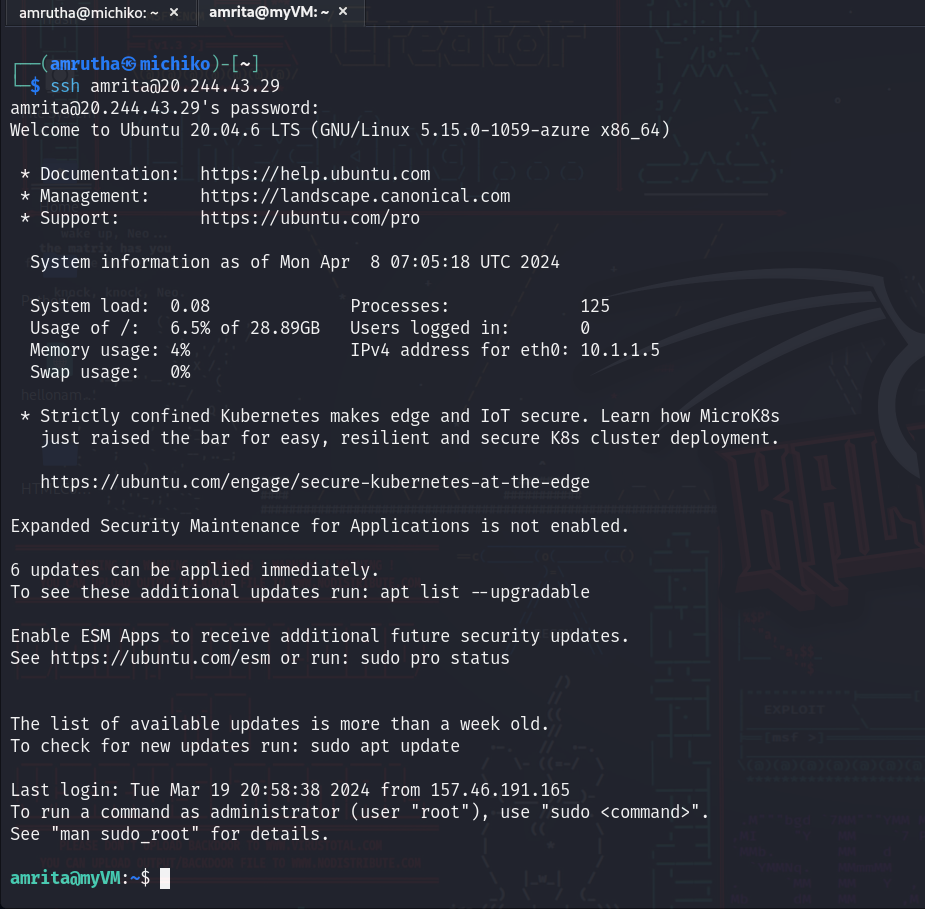 amrutha@michiko: ~ ×
amrita@myVM: ~ ×
┌──(amrutha㉿michiko)-[~]
└─$ ssh amrita@20.244.43.29
amrita@20.244.43.29's password:
Welcome to Ubuntu 20.04.6 LTS (GNU/Linux 5.15.0-1059-azure x86_64)
* Documentation:  https://help.ubuntu.com
* Management:     https://landscape.canonical.com
* Support:        https://ubuntu.com/pro
System information as of Mon Apr  8 07:05:18 UTC 2024
System load:  0.08              Processes:             125
Usage of /:   6.5% of 28.89GB   Users logged in:       0
Memory usage: 4%                IPv4 address for eth0: 10.1.1.5
Swap usage:   0%
* Strictly confined Kubernetes makes edge and IoT secure. Learn how MicroK8s
just raised the bar for easy, resilient and secure K8s cluster deployment.
https://ubuntu.com/engage/secure-kubernetes-at-the-edge
Expanded Security Maintenance for Applications is not enabled.
6 updates can be applied immediately.
To see these additional updates run: apt list --upgradable
Enable ESM Apps to receive additional future security updates.
See https://ubuntu.com/esm or run: sudo pro status
The list of available updates is more than a week old.
To check for new updates run: sudo apt update
Last login: Tue Mar 19 20:58:38 2024 from 157.46.191.165
To run a command as administrator (user "root"), use "sudo <command>".
See "man sudo_root" for details.
amrita@myVM:~$
wake up, Neo...
the matrix has you
knock, knock, Neo.
EXPLOIT